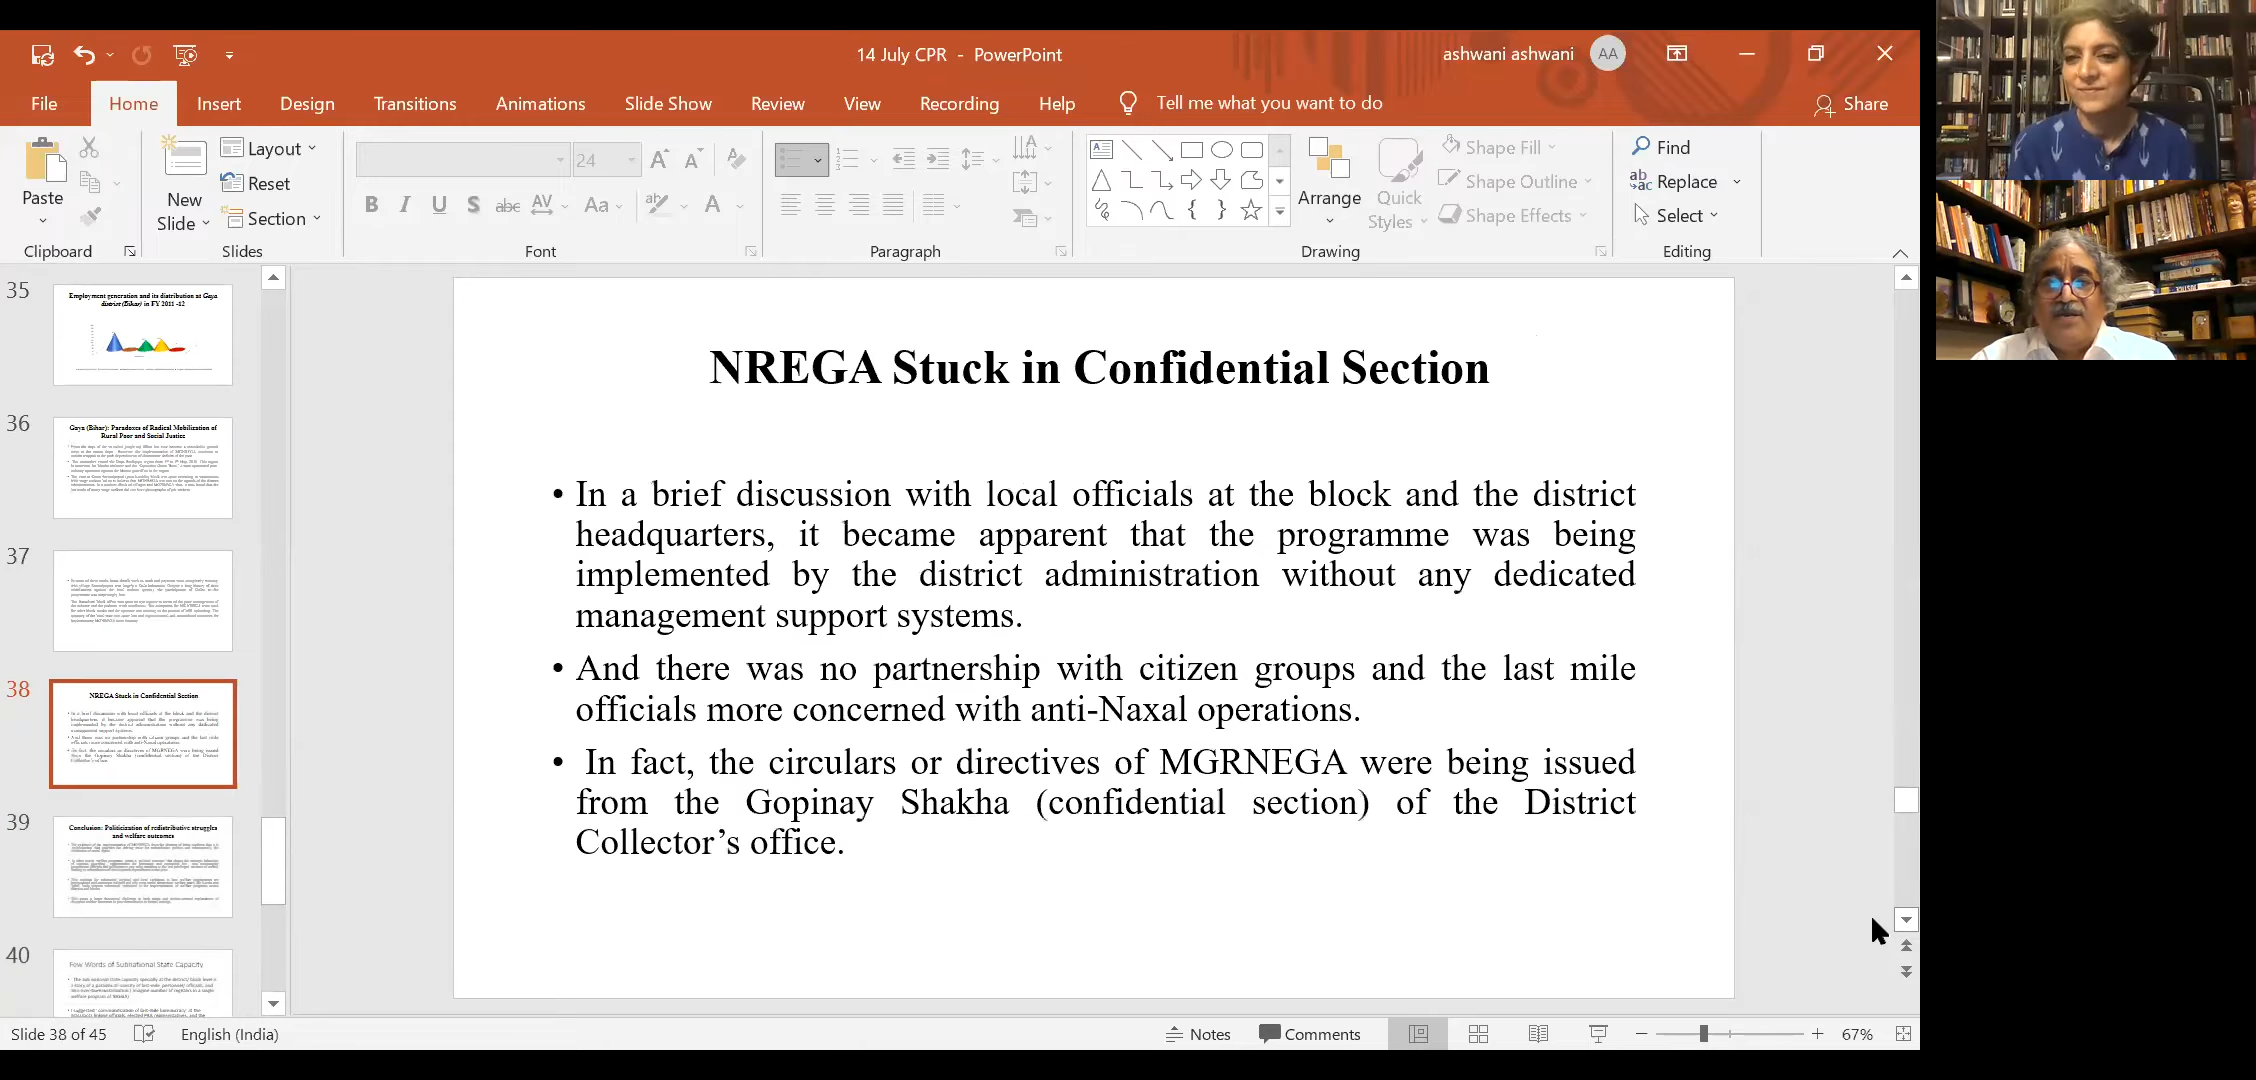 14 July CPR - PowerPoint
ashwani ashwani
AA
File
Home
Insert
Design
Transitions
Animations
Slide Show
Review
View
Recording
Help
Tell me what you want to do
Share
Paste
Clipboard
New
Slide
Layout
Reset
Section
Slides
24
B I U S abc AV Aa A
Font
Paragraph
Arrange
Quick
Styles
Shape Fill
Shape Outline
Shape Effects
Drawing
Find
Replace
Select
Editing
35
Employment generation and its distribution at Gaya
district (Bihar) in FY 2011 -12
36
Gaya (Bihar): Paradoxes of Radical Mobilization of
Rural Poor and Social Justice
37
38
NREGA Stuck in Confidential Section
39
Conclusion: Politicization of redistributive struggles
and welfare outcomes
40
Few Words of Subnational State Capacity
NREGA Stuck in Confidential Section
• In a brief discussion with local officials at the block and the district
headquarters, it became apparent that the programme was being
implemented by the district administration without any dedicated
management support systems.
• And there was no partnership with citizen groups and the last mile
officials more concerned with anti-Naxal operations.
• In fact, the circulars or directives of MGRNEGA were being issued
from the Gopinay Shakha (confidential section) of the District
Collector’s office.
Slide 38 of 45
English (India)
Notes
Comments
67%